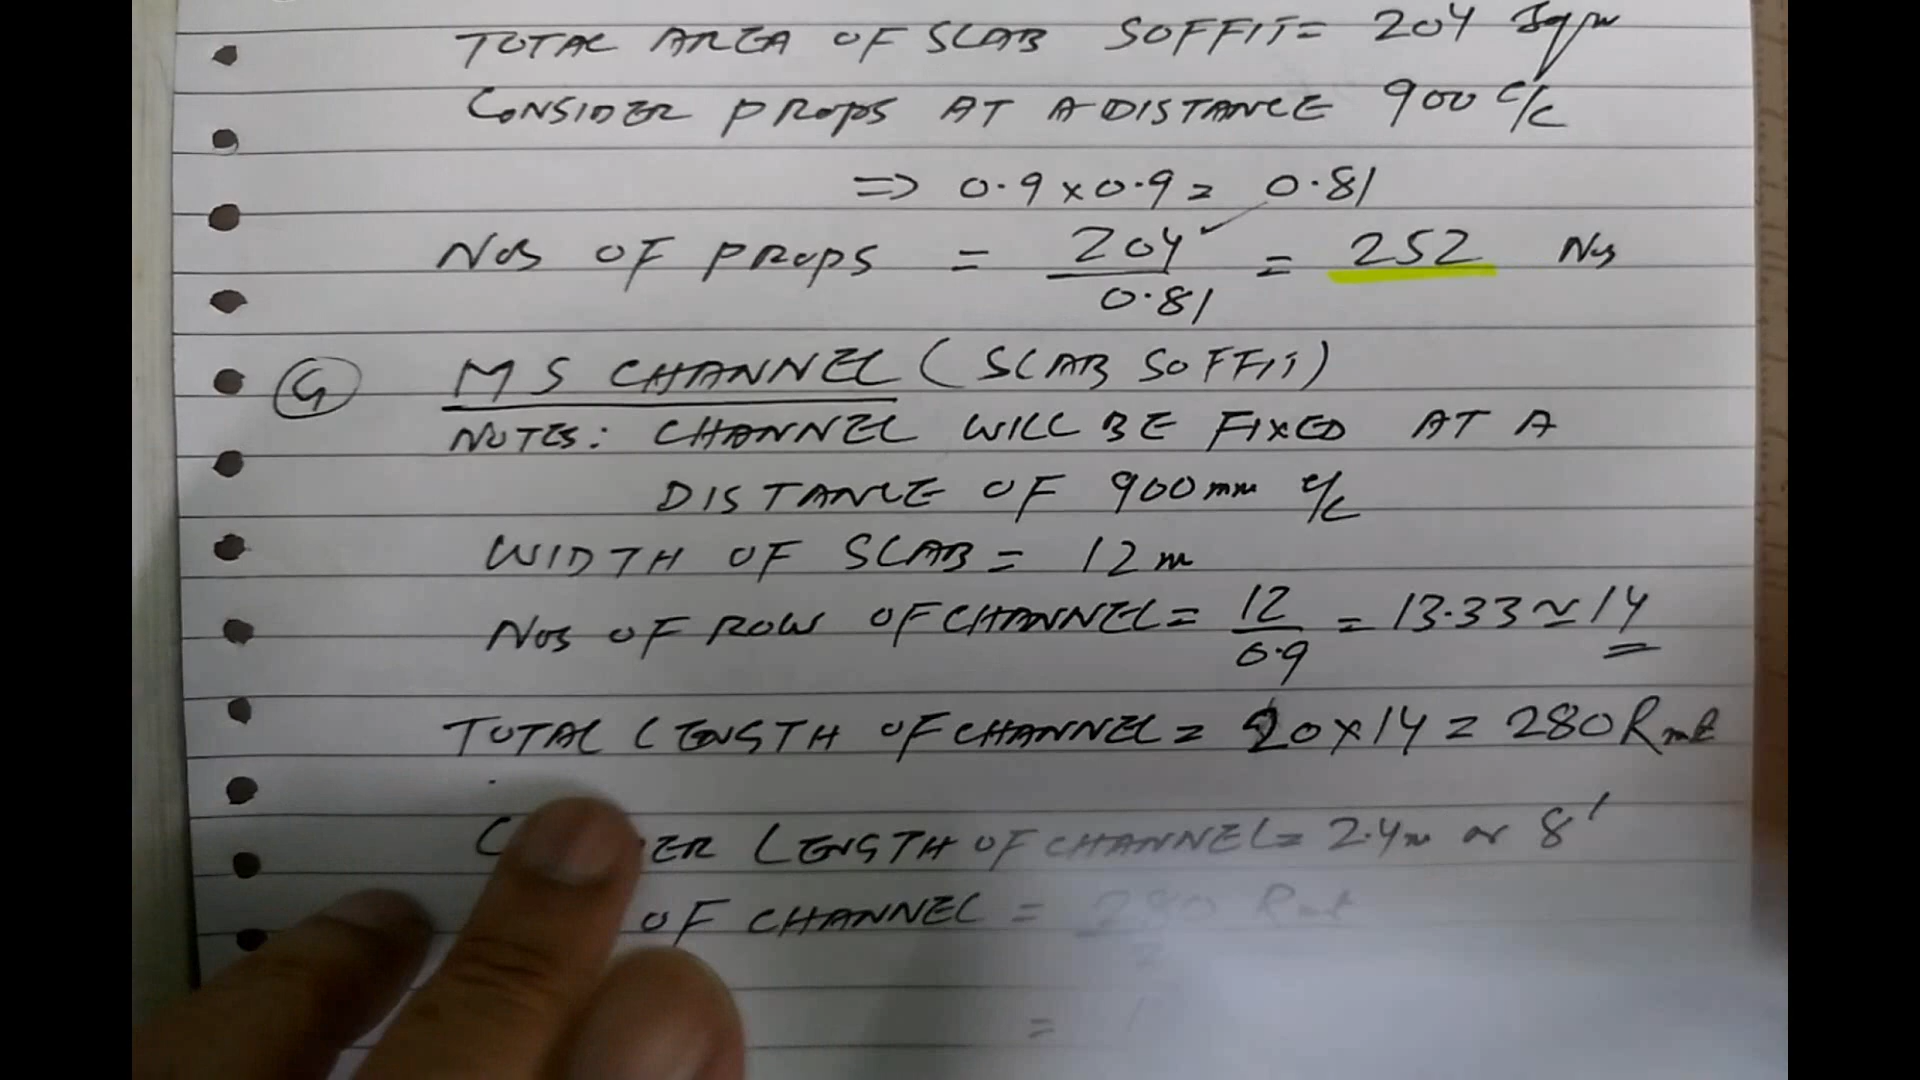 TOTAL AREA OF SLAB SOFFIT = 204 Sqm
CONSIDER PROPS AT A DISTANCE 900 c/c
=> 0.9 x 0.9 = 0.81
NOS OF PROPS = 204 / 0.81 = 252 Nos
G MS CHANNEL (SLAB SOFFIT)
NOTES: CHANNEL WILL BE FIXED AT A
DISTANCE OF 900mm c/c
WIDTH OF SLAB = 12 m
Nos OF ROW OF CHANNEL = 12 / 0.9 = 13.33 ≃ 14
TOTAL LENGTH OF CHANNEL = 20 x 14 = 280 Rmt
LENGTH OF CHANNEL = 2.4m or 8'
OF CHANNEL = 280 Rmt
=